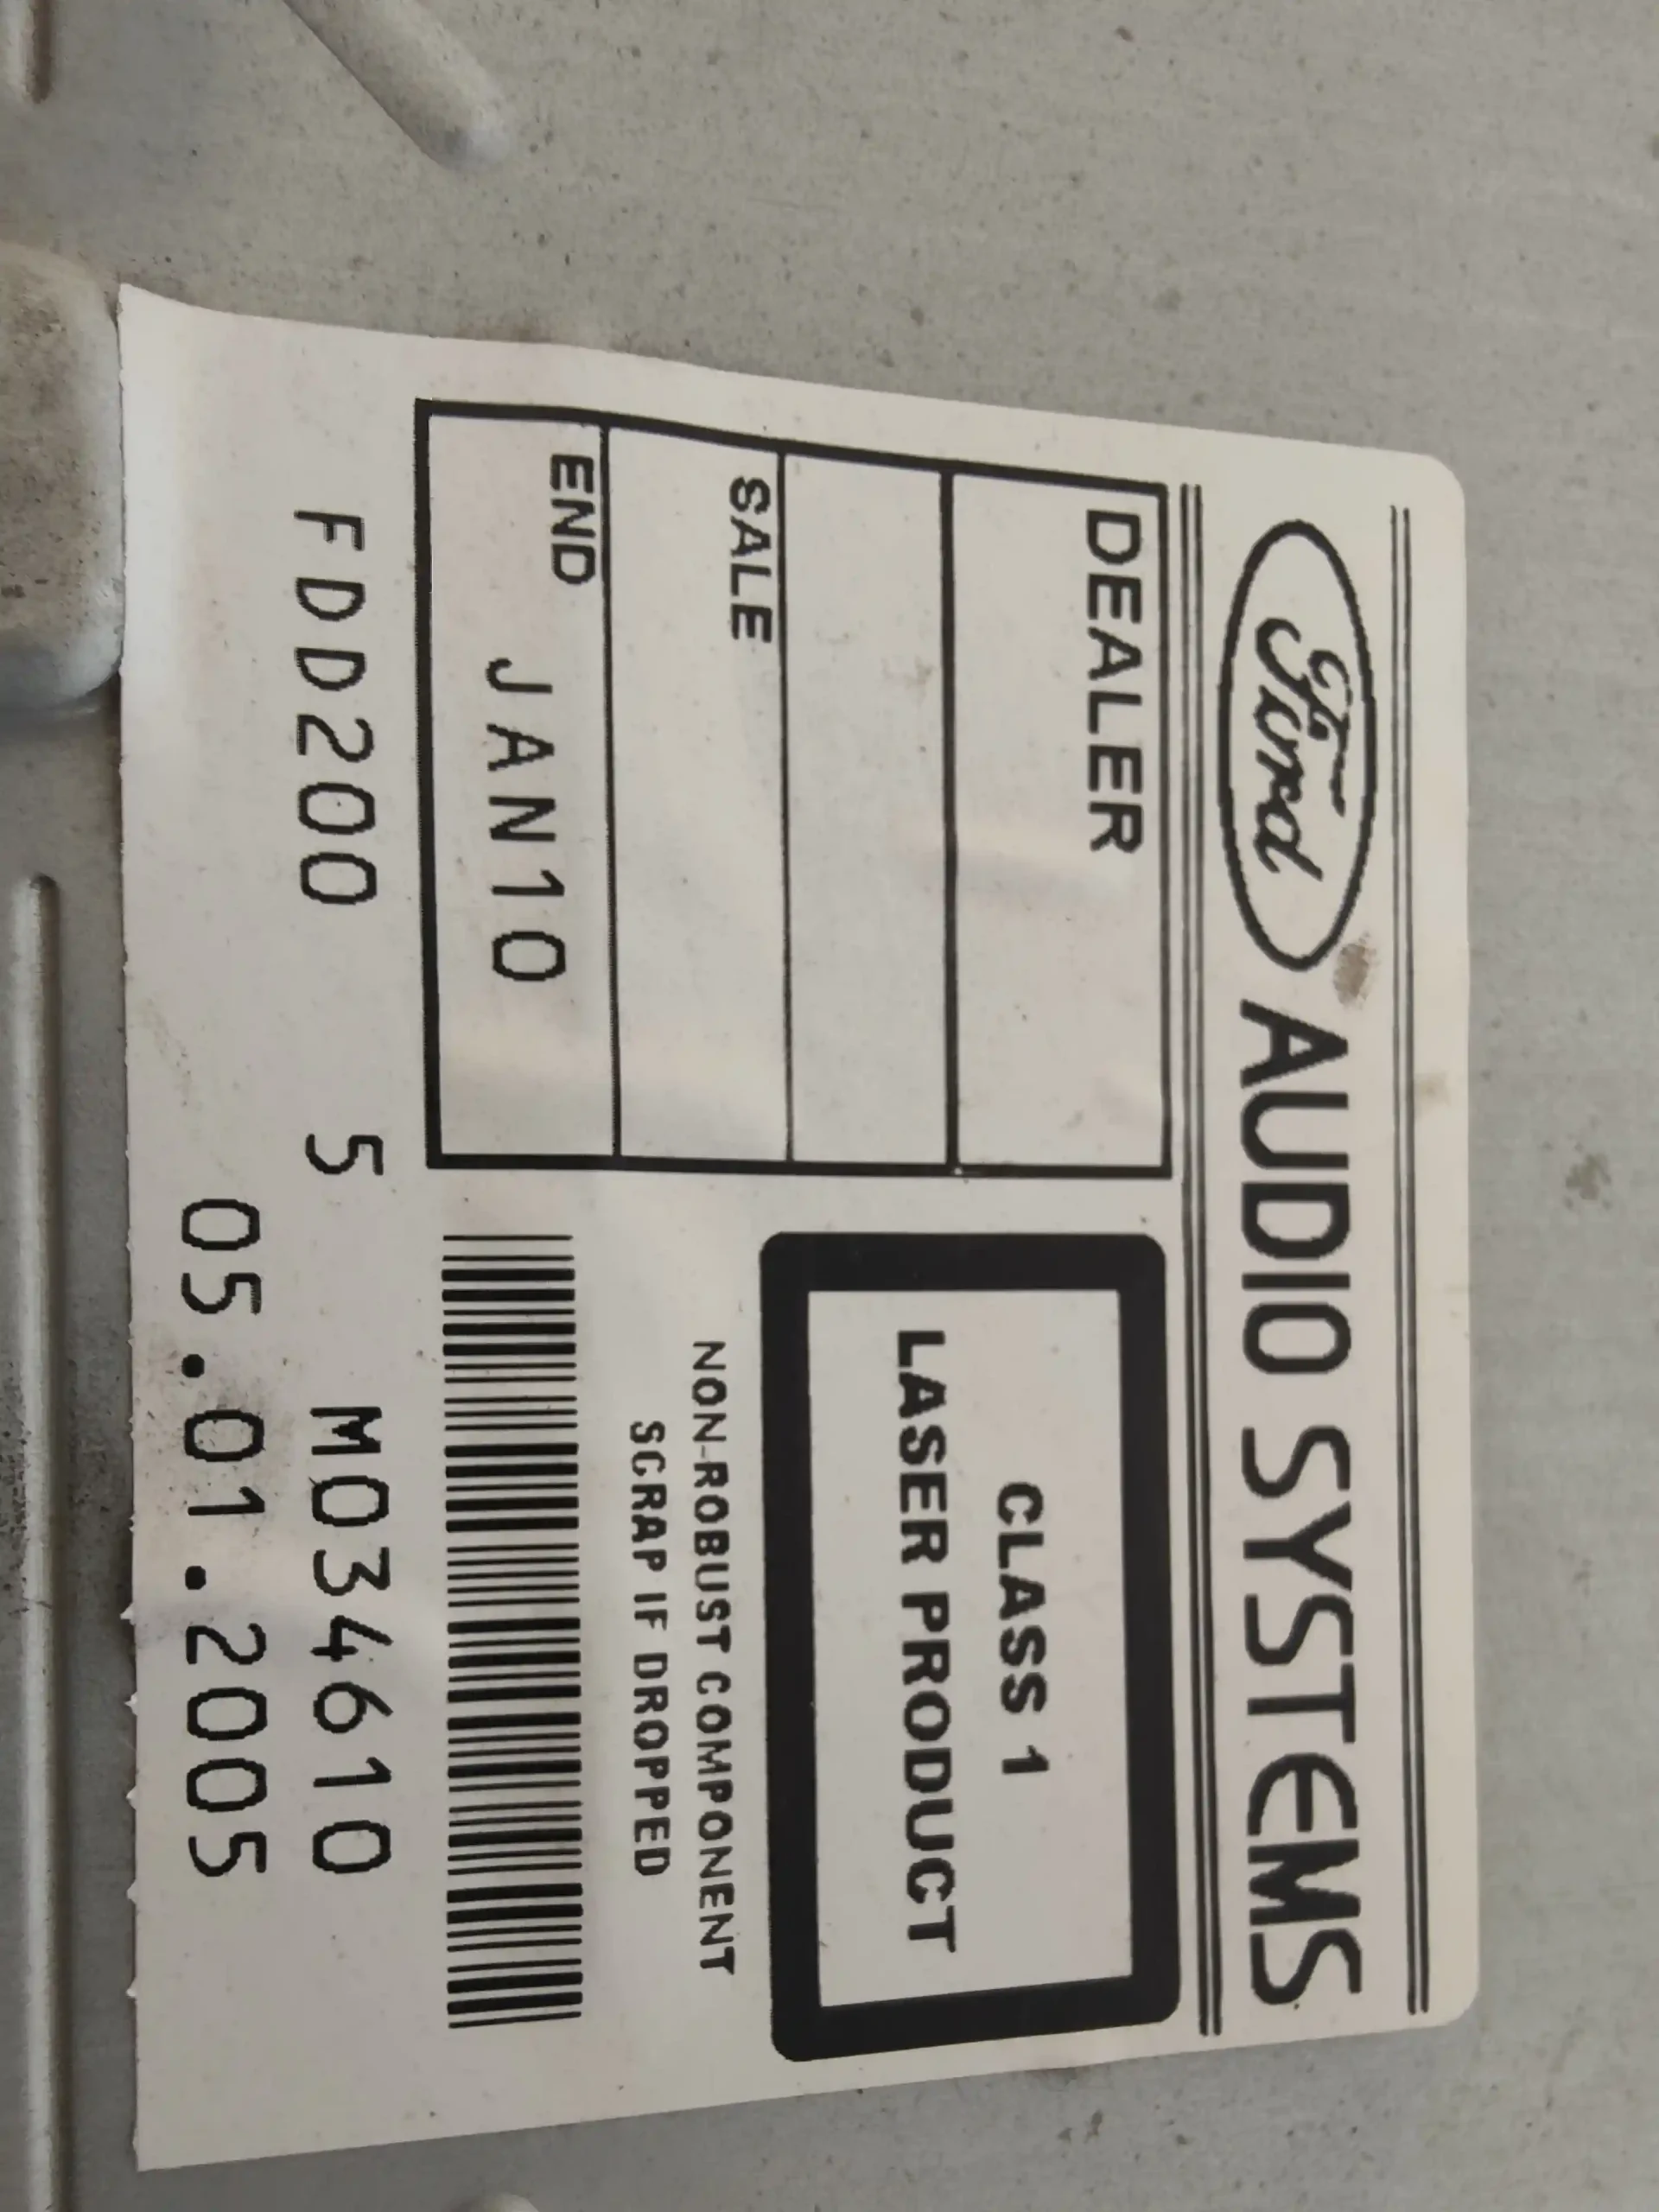 Ford AUDIO SYSTEMS
DEALER
SALE
END
JAN10
CLASS 1
LASER PRODUCT
NON-ROBUST COMPONENT
SCRAP IF DROPPED
FDD200 5 M034610
05.01.2005